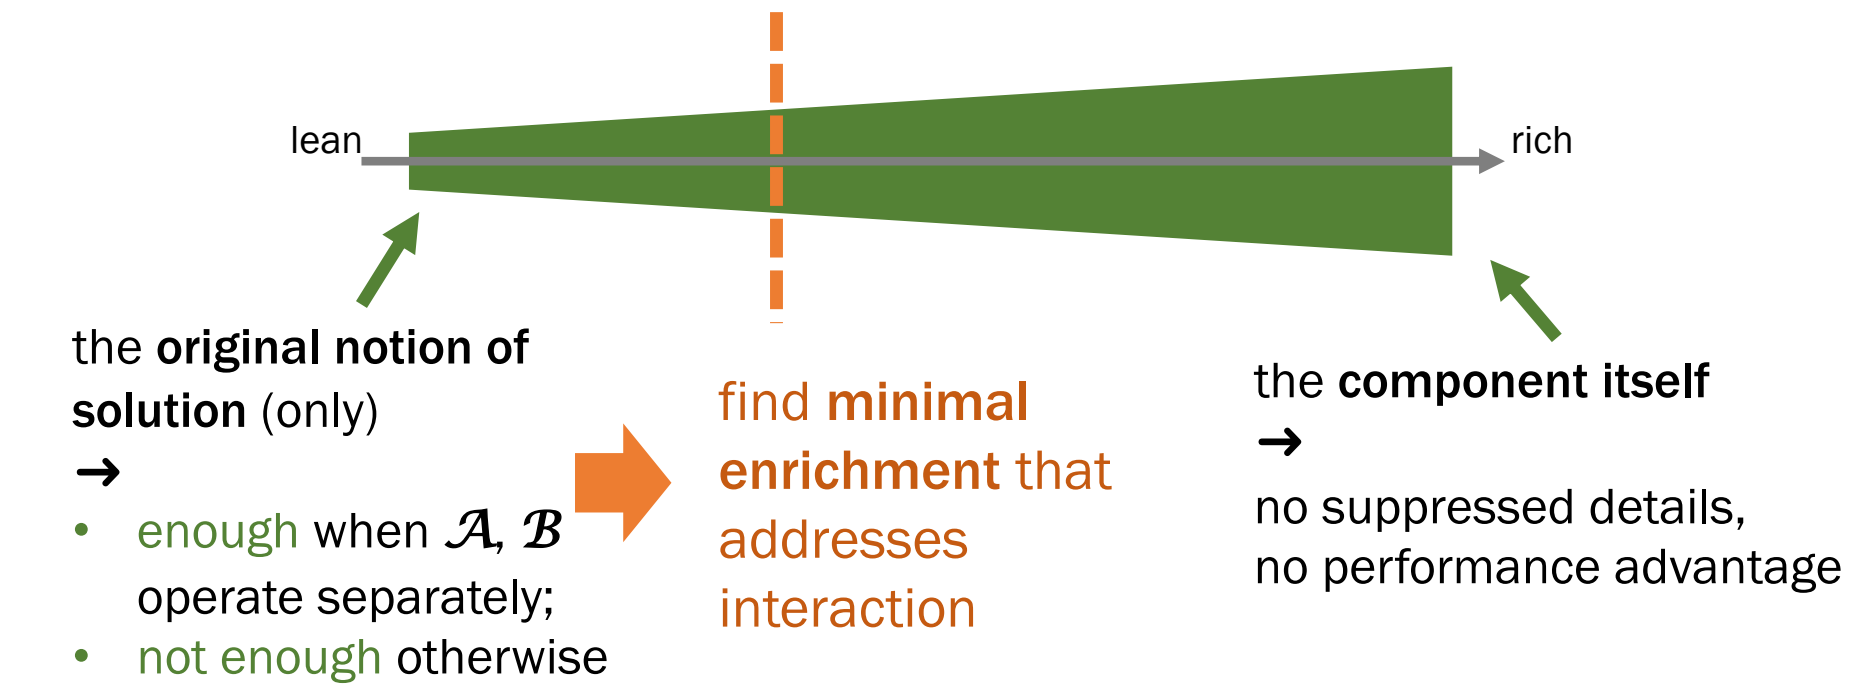 lean
rich
the original notion of
solution (only)
➜
• enough when 𝓐, 𝓑
operate separately;
• not enough otherwise
find minimal
enrichment that
addresses
interaction
the component itself
➜
no suppressed details,
no performance advantage